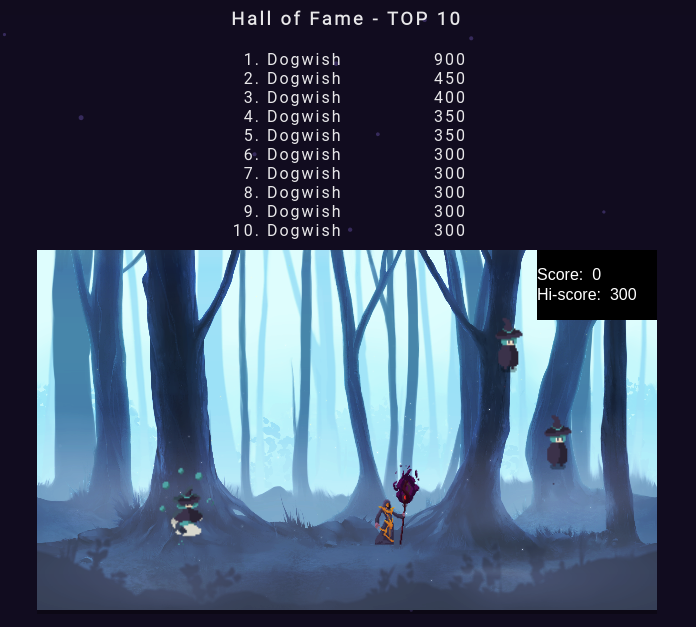 Hall of Fame - TOP 10
1. Dogwish 900
2. Dogwish 450
3. Dogwish 400
4. Dogwish 350
5. Dogwish 350
6. Dogwish 300
7. Dogwish 300
8. Dogwish 300
9. Dogwish 300
10. Dogwish 300
Score: 0
Hi-score: 300